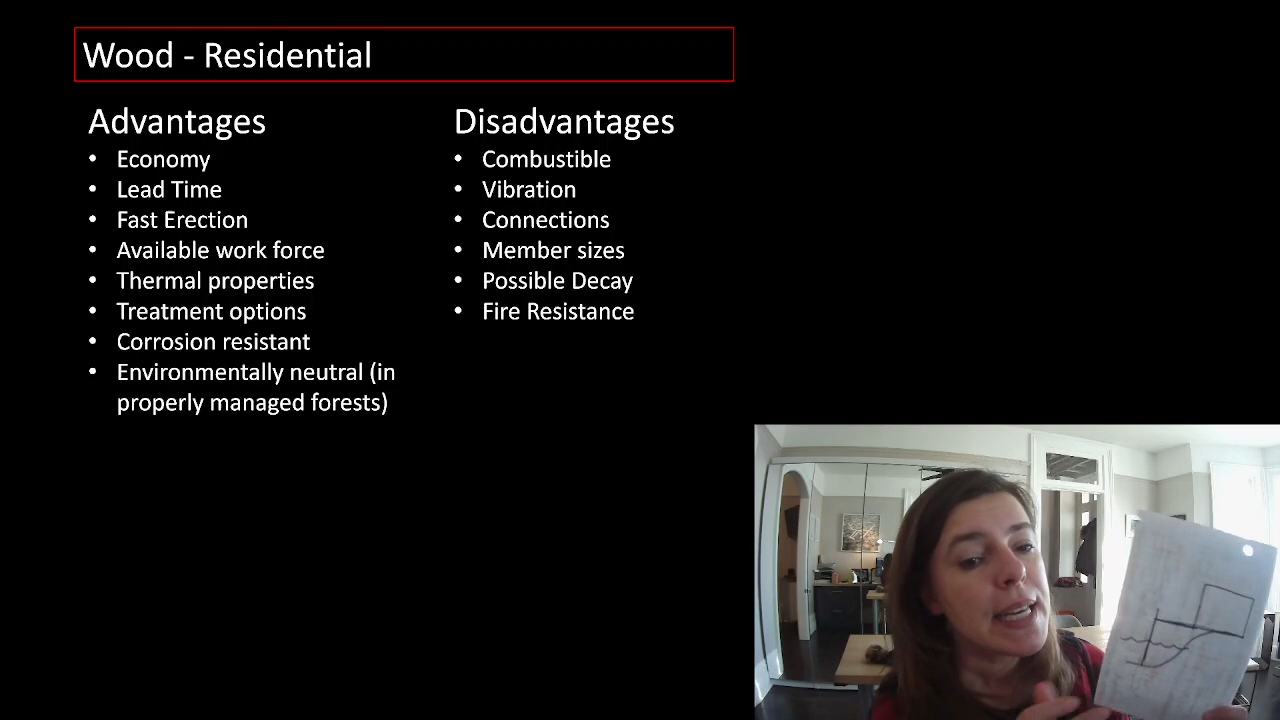 Wood - Residential
Advantages
• Economy
• Lead Time
• Fast Erection
• Available work force
• Thermal properties
• Treatment options
• Corrosion resistant
• Environmentally neutral (in
properly managed forests)
Disadvantages
• Combustible
• Vibration
• Connections
• Member sizes
• Possible Decay
• Fire Resistance